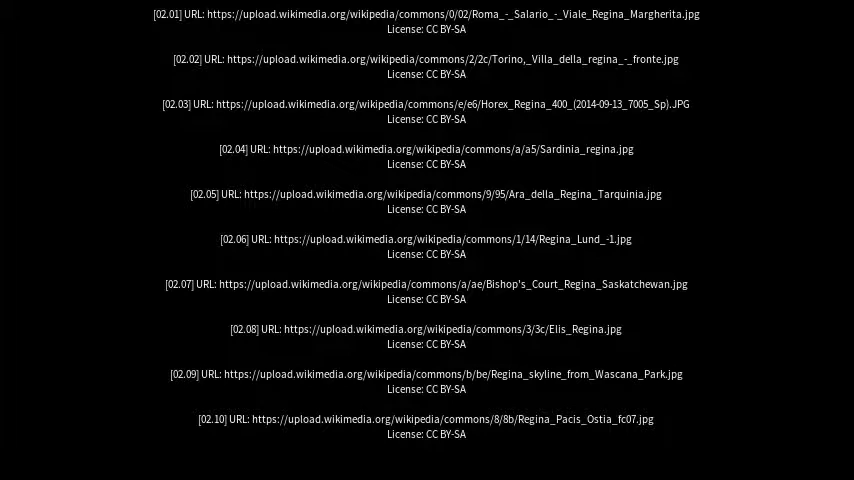 [02.01] URL: https://upload.wikimedia.org/wikipedia/commons/0/02/Roma_-_Salario_-_Viale_Regina_Margherita.jpg
License: CC BY-SA
[02.02] URL: https://upload.wikimedia.org/wikipedia/commons/2/2c/Torino,_Villa_della_regina_-_fronte.jpg
License: CC BY-SA
[02.03] URL: https://upload.wikimedia.org/wikipedia/commons/e/e6/Horex_Regina_400_(2014-09-13_7005_Sp).JPG
License: CC BY-SA
[02.04] URL: https://upload.wikimedia.org/wikipedia/commons/a/a5/Sardinia_regina.jpg
License: CC BY-SA
[02.05] URL: https://upload.wikimedia.org/wikipedia/commons/9/95/Ara_della_Regina_Tarquinia.jpg
License: CC BY-SA
[02.06] URL: https://upload.wikimedia.org/wikipedia/commons/1/14/Regina_Lund_-1.jpg
License: CC BY-SA
[02.07] URL: https://upload.wikimedia.org/wikipedia/commons/a/ae/Bishop's_Court_Regina_Saskatchewan.jpg
License: CC BY-SA
[02.08] URL: https://upload.wikimedia.org/wikipedia/commons/3/3c/Elis_Regina.jpg
License: CC BY-SA
[02.09] URL: https://upload.wikimedia.org/wikipedia/commons/b/be/Regina_skyline_from_Wascana_Park.jpg
License: CC BY-SA
[02.10] URL: https://upload.wikimedia.org/wikipedia/commons/8/8b/Regina_Pacis_Ostia_fc07.jpg
License: CC BY-SA